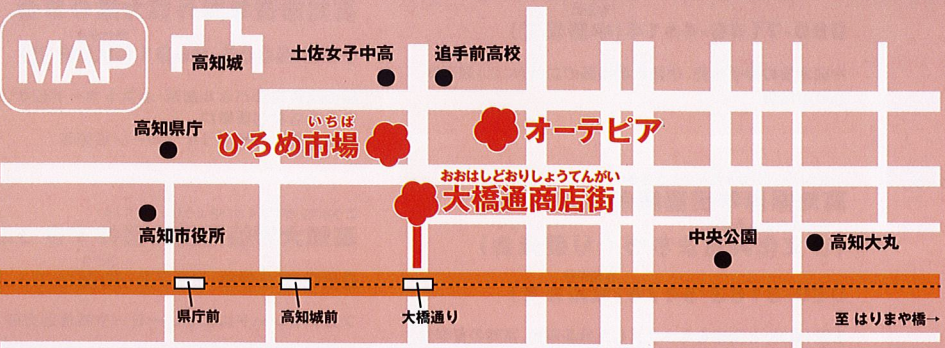 MAP
高知城
土佐女子中高
追手前高校
高知県庁
いちば
ひろめ市場
オーテピア
おおはしどおりしょうてんがい
大橋通商店街
高知市役所
中央公園
高知大丸
県庁前
高知城前
大橋通り
至 はりまや橋→